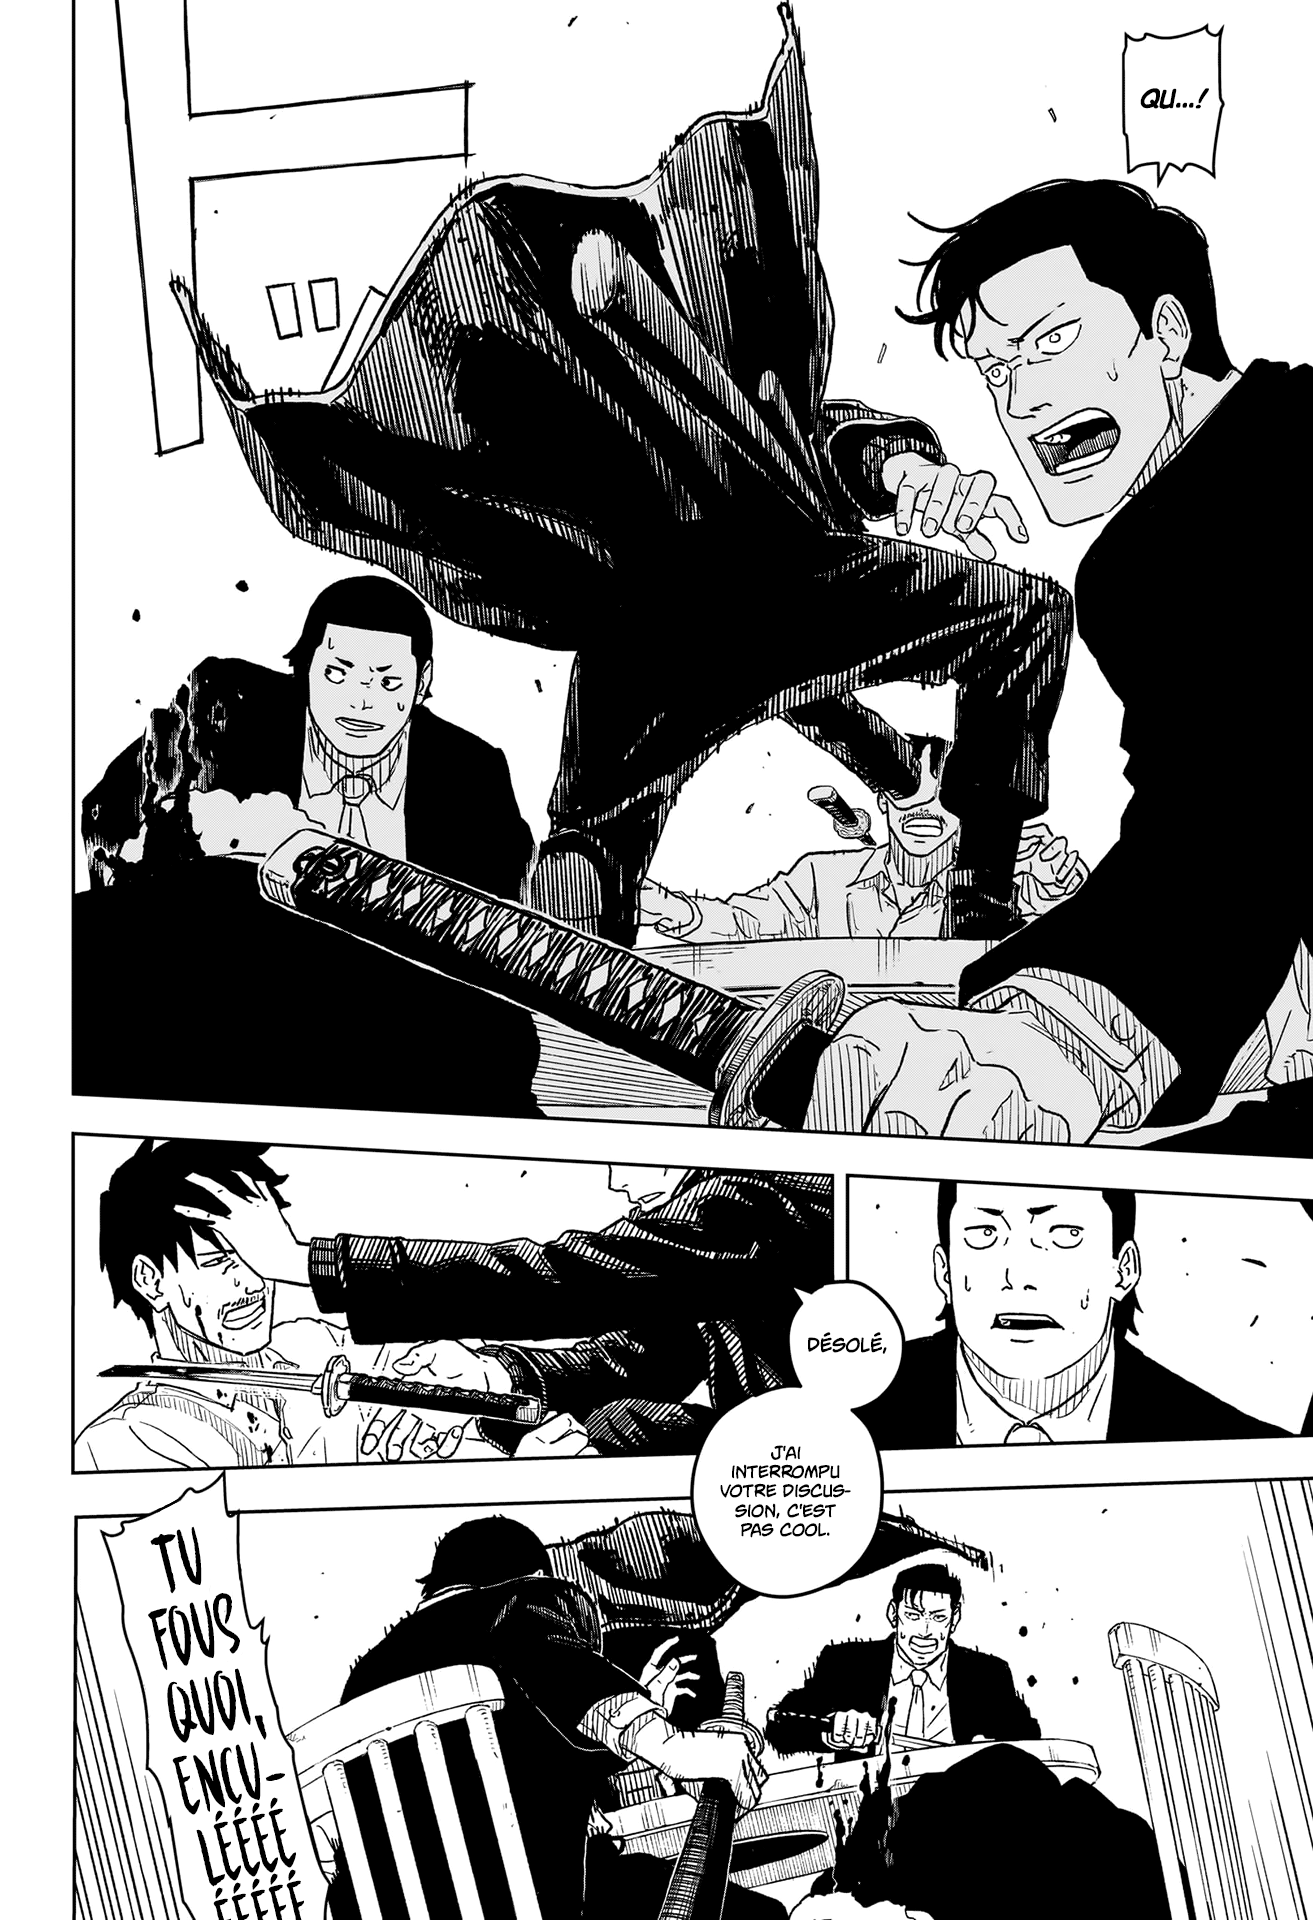 QU...!
DÉSOLÉ,
J'AI
INTERROMPU
VOTRE DISCUS-
SION, C'EST
PAS COOL.
TU
FOUS
QUOI,
ENCU-
LÉÉÉÉ
ÉÉÉÉÉ